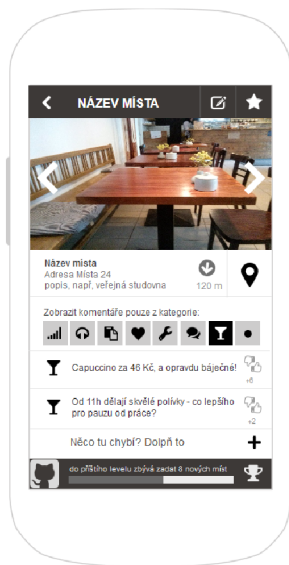 NÁZEV MÍSTA
Název místa
Adresa Místa 24
popis, např, veřejná studovna
120 m
Zobrazit komentáře pouze z kategorie:
Capuccino za 46 Kč, a opravdu báječné!
x6
Od 11h dělají skvělé polívky - co lepšího
pro pauzu od práce?
x2
Něco tu chybí? Dolpň to
do příštího levelu zbývá zadat 8 nových míst